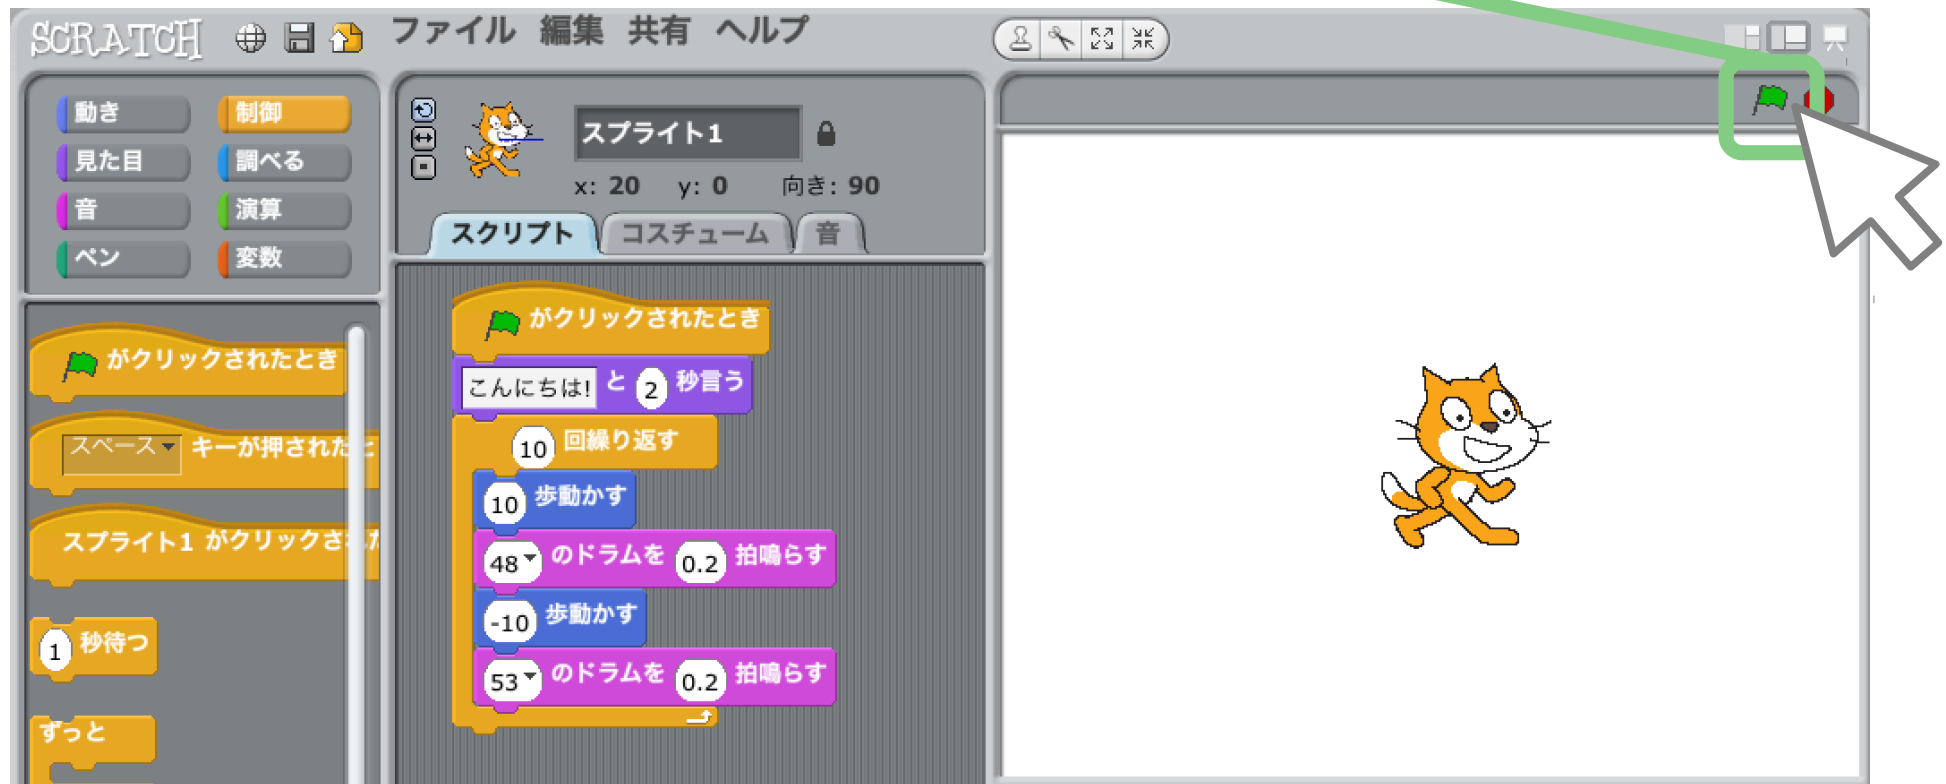 SCRATCH ファイル 編集 共有 ヘルプ
動き 制御
見た目 調べる
音 演算
ペン 変数
スプライト1
x: 20 y: 0 向き: 90
スクリプト コスチューム 音
がクリックされたとき
スペース キーが押された
スプライト1 がクリックされた
1 秒待つ
ずっと
がクリックされたとき
こんにちは! と 2 秒言う
10 回繰り返す
10 歩動かす
48 のドラムを 0.2 拍鳴らす
-10 歩動かす
53 のドラムを 0.2 拍鳴らす